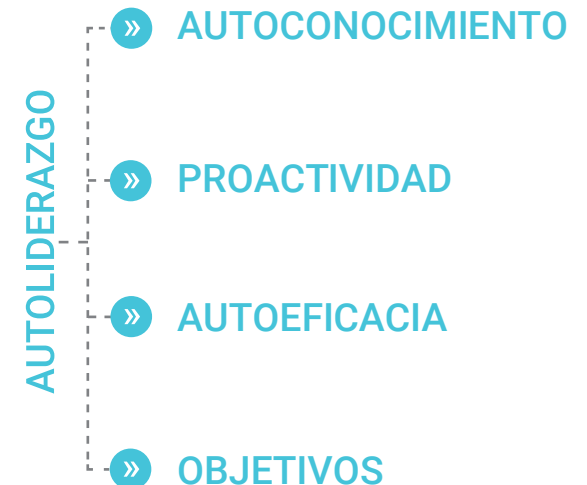 AUTOLIDERAZGO
» AUTOCONOCIMIENTO
» PROACTIVIDAD
» AUTOEFICACIA
» OBJETIVOS